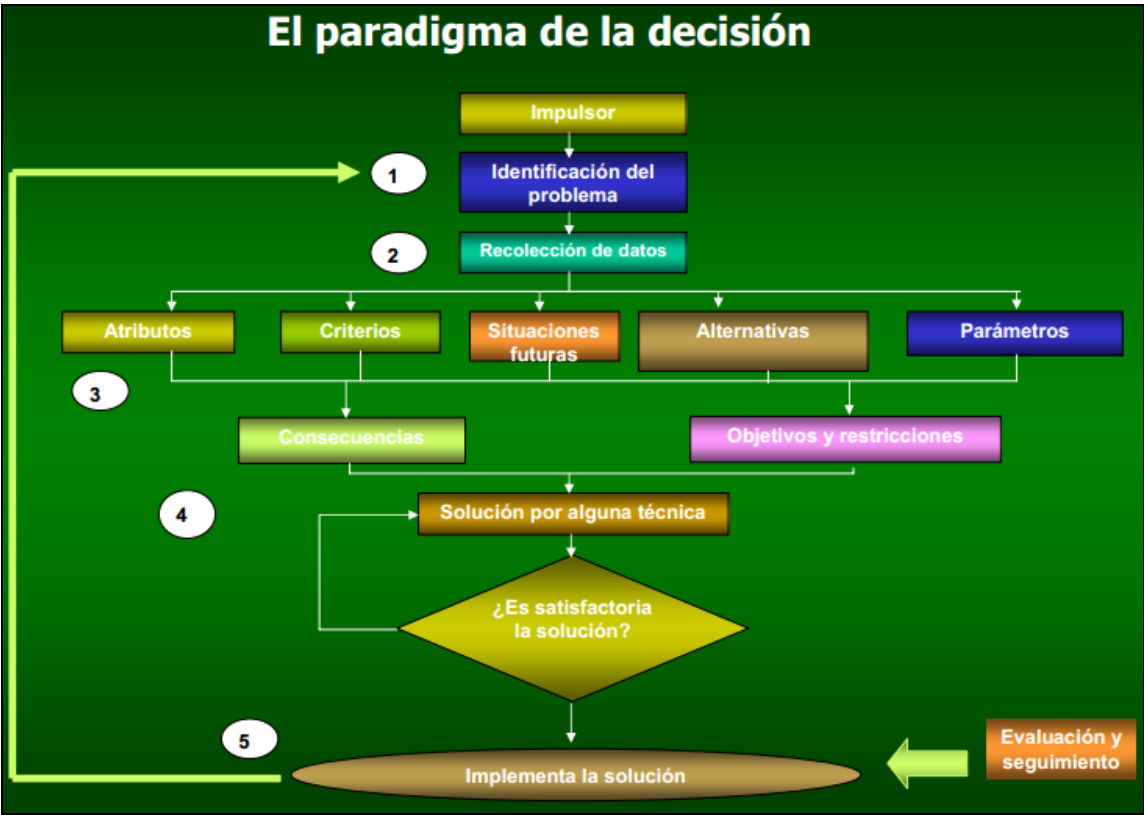 El paradigma de la decisión
Impulsor
1
Identificación del
problema
2
Recolección de datos
Atributos
Criterios
Situaciones
futuras
Alternativas
Parámetros
3
Consecuencias
Objetivos y restricciones
4
Solución por alguna técnica
¿Es satisfactoria
la solución?
5
Implementa la solución
Evaluación y
seguimiento